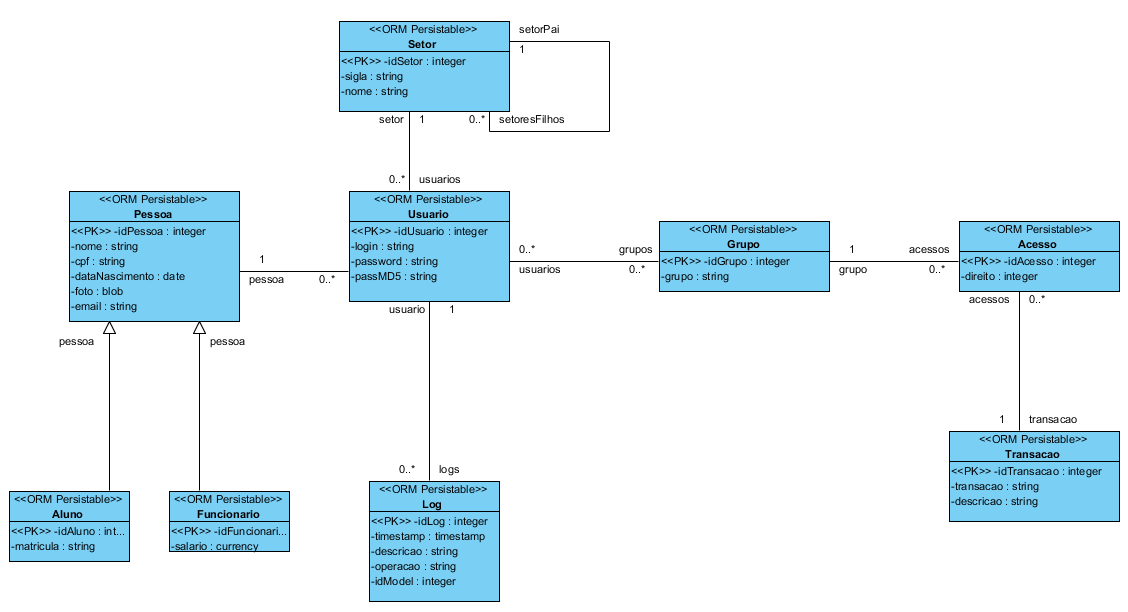 <<ORM Persistable>>
Setor
<<PK>> -idSetor : integer
-sigla : string
-nome : string
setorPai
1
0..*
setoresFilhos
setor
1
0..*
usuarios
<<ORM Persistable>>
Pessoa
<<PK>> -idPessoa : integer
-nome : string
-cpf : string
-dataNascimento : date
-foto : blob
-email : string
1
pessoa
0..*
<<ORM Persistable>>
Usuario
<<PK>> -idUsuario : integer
-login : string
-password : string
-passMD5 : string
0..*
usuarios
grupos
0..*
<<ORM Persistable>>
Grupo
<<PK>> -idGrupo : integer
-grupo : string
1
grupo
acessos
0..*
<<ORM Persistable>>
Acesso
<<PK>> -idAcesso : integer
-direito : integer
acessos
0..*
1
transacao
<<ORM Persistable>>
Transacao
<<PK>> -idTransacao : integer
-transacao : string
-descricao : string
pessoa
pessoa
usuario
1
0..*
logs
<<ORM Persistable>>
Aluno
<<PK>> -idAluno : int...
-matricula : string
<<ORM Persistable>>
Funcionario
<<PK>> -idFuncionari...
-salario : currency
<<ORM Persistable>>
Log
<<PK>> -idLog : integer
-timestamp : timestamp
-descricao : string
-operacao : string
-idModel : integer